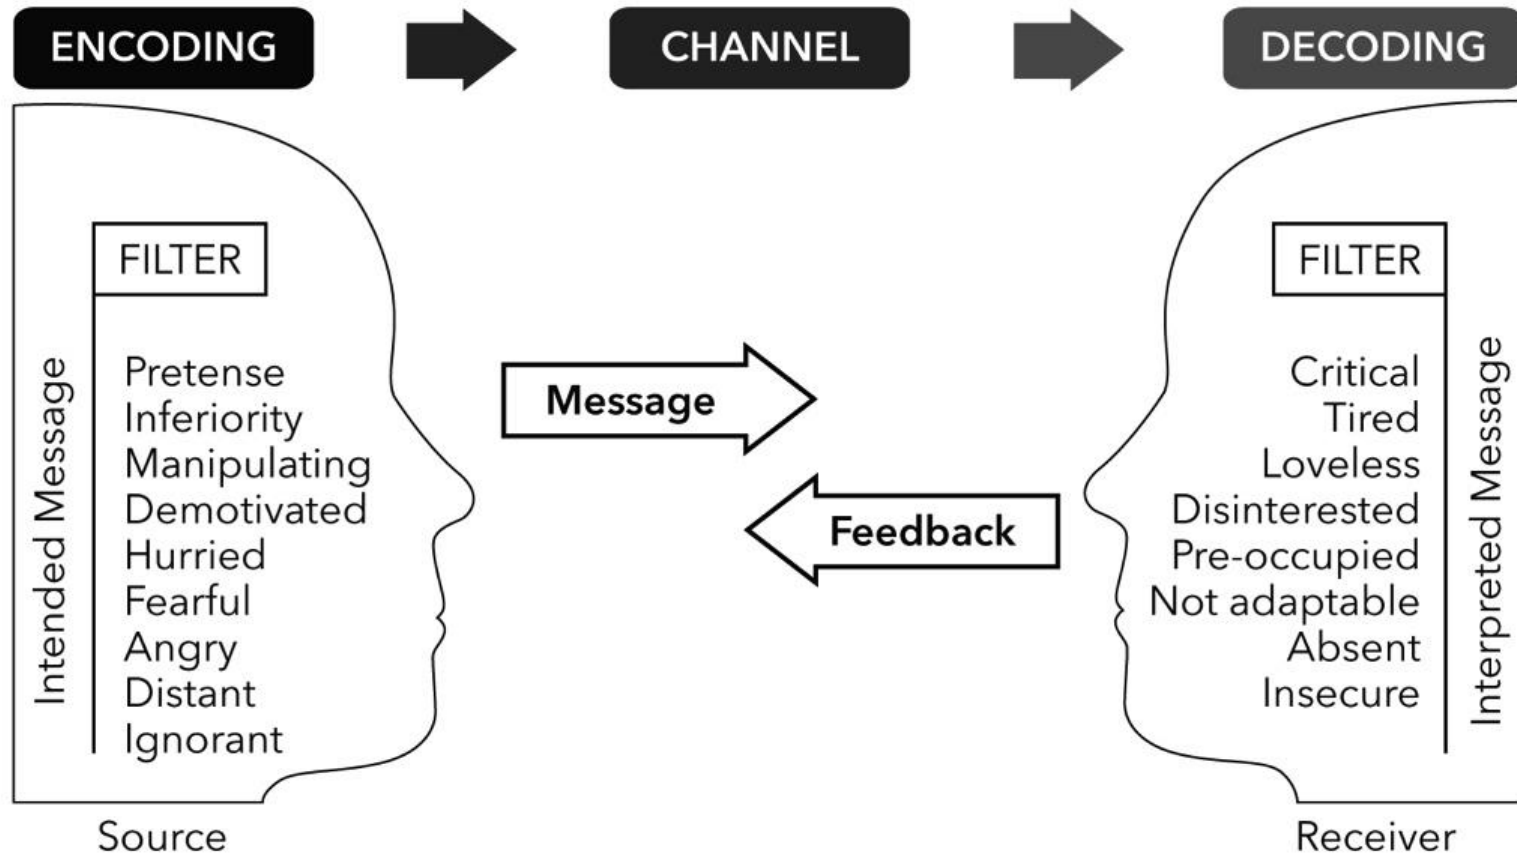 ENCODING
CHANNEL
DECODING
FILTER
Intended Message
Pretense
Inferiority
Manipulating
Demotivated
Hurried
Fearful
Angry
Distant
Ignorant
Source
Message
Feedback
FILTER
Critical
Tired
Loveless
Disinterested
Pre-occupied
Not adaptable
Absent
Insecure
Interpreted Message
Receiver